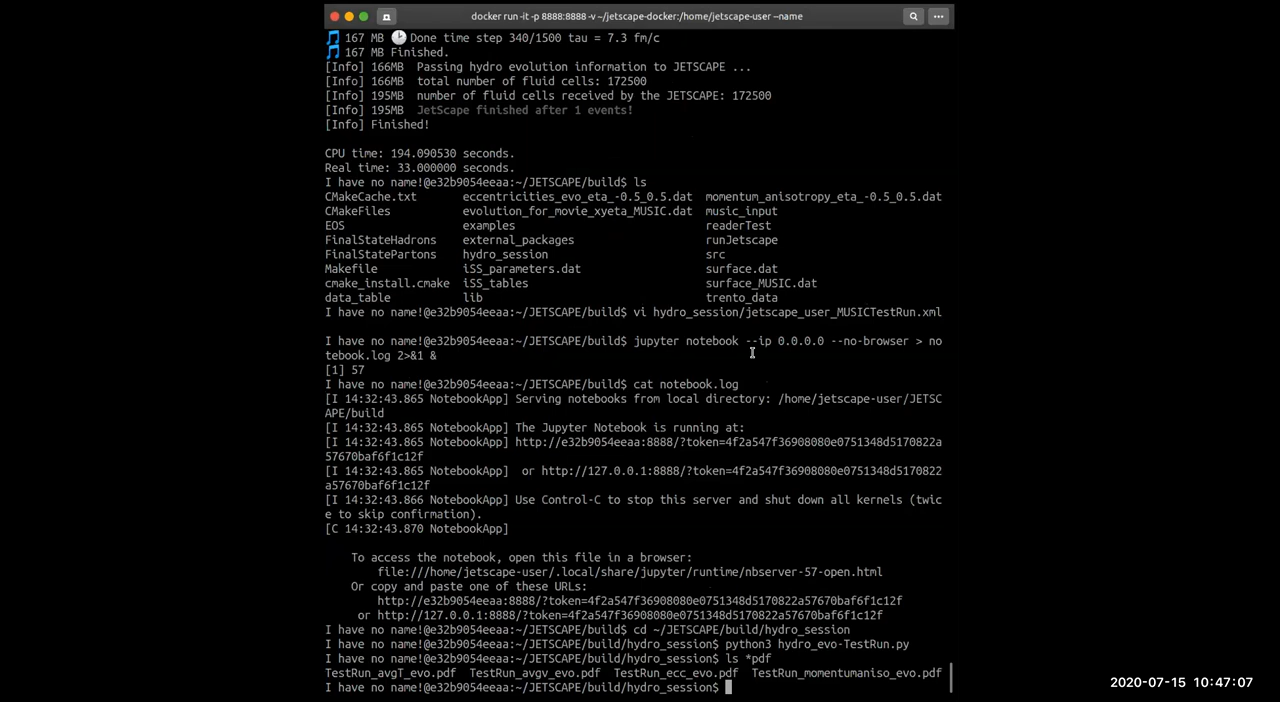 docker run -it -p 8888:8888 -v ~/jetscape-docker:/home/jetscape-user --name
167 MB Done time step 340/1500 tau = 7.3 fm/c
167 MB Finished.
[Info] 166MB  Passing hydro evolution information to JETSCAPE ...
[Info] 166MB  total number of fluid cells: 172500
[Info] 195MB  number of fluid cells received by the JETSCAPE: 172500
[Info] 195MB  JetScape finished after 1 events!
[Info] Finished!
CPU time: 194.090530 seconds.
Real time: 33.000000 seconds.
I have no name!@e32b9054eeaa:~/JETSCAPE/build$ ls
CMakeCache.txt eccentricities_evo_eta_-0.5_0.5.dat momentum_anisotropy_eta_-0.5_0.5.dat
CMakeFiles evolution_for_movie_xyeta_MUSIC.dat music_input
EOS examples readerTest
FinalStateHadrons external_packages runJetscape
FinalStatePartons hydro_session src
Makefile iSS_parameters.dat surface.dat
cmake_install.cmake iSS_tables surface_MUSIC.dat
data_table lib trento_data
I have no name!@e32b9054eeaa:~/JETSCAPE/build$ vi hydro_session/jetscape_user_MUSICTestRun.xml
I have no name!@e32b9054eeaa:~/JETSCAPE/build$ jupyter notebook --ip 0.0.0.0 --no-browser > no
tebook.log 2>&1 &
[1] 57
I have no name!@e32b9054eeaa:~/JETSCAPE/build$ cat notebook.log
[I 14:32:43.865 NotebookApp] Serving notebooks from local directory: /home/jetscape-user/JETSC
APE/build
[I 14:32:43.865 NotebookApp] The Jupyter Notebook is running at:
[I 14:32:43.865 NotebookApp] http://e32b9054eeaa:8888/?token=4f2a547f36908080e0751348d5170822a
57670baf6f1c12f
[I 14:32:43.865 NotebookApp]  or http://127.0.0.1:8888/?token=4f2a547f36908080e0751348d5170822
a57670baf6f1c12f
[I 14:32:43.866 NotebookApp] Use Control-C to stop this server and shut down all kernels (twic
e to skip confirmation).
[C 14:32:43.870 NotebookApp]
To access the notebook, open this file in a browser:
file:///home/jetscape-user/.local/share/jupyter/runtime/nbserver-57-open.html
Or copy and paste one of these URLs:
http://e32b9054eeaa:8888/?token=4f2a547f36908080e0751348d5170822a57670baf6f1c12f
or http://127.0.0.1:8888/?token=4f2a547f36908080e0751348d5170822a57670baf6f1c12f
I have no name!@e32b9054eeaa:~/JETSCAPE/build$ cd ~/JETSCAPE/build/hydro_session
I have no name!@e32b9054eeaa:~/JETSCAPE/build/hydro_session$ python3 hydro_evo-TestRun.py
I have no name!@e32b9054eeaa:~/JETSCAPE/build/hydro_session$ ls *pdf
TestRun_avgT_evo.pdf  TestRun_avgv_evo.pdf  TestRun_ecc_evo.pdf  TestRun_momentumaniso_evo.pdf
I have no name!@e32b9054eeaa:~/JETSCAPE/build/hydro_session$
2020-07-15 10:47:07